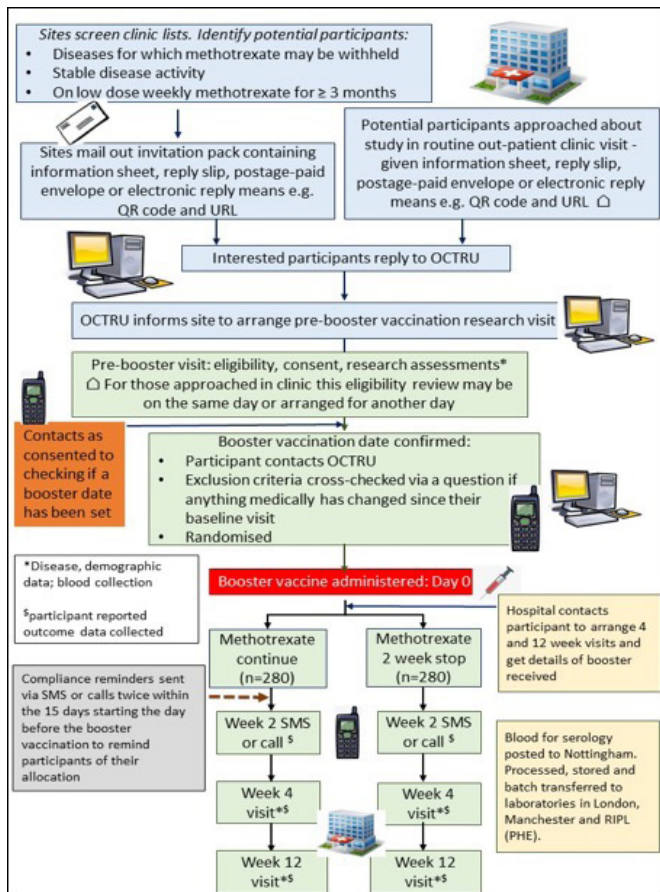 Sites screen clinic lists. Identify potential participants:
• Diseases for which methotrexate may be withheld
• Stable disease activity
• On low dose weekly methotrexate for ≥ 3 months
Sites mail out invitation pack containing
information sheet, reply slip, postage-paid
envelope or electronic reply means e.g.
QR code and URL
Potential participants approached about
study in routine out-patient clinic visit -
given information sheet, reply slip,
postage-paid envelope or electronic reply
means e.g. QR code and URL ⌂
Interested participants reply to OCTRU
OCTRU informs site to arrange pre-booster vaccination research visit
Pre-booster visit: eligibility, consent, research assessments*
⌂ For those approached in clinic this eligibility review may be
on the same day or arranged for another day
Contacts as
consented to
checking if a
booster date
has been set
Booster vaccination date confirmed:
• Participant contacts OCTRU
• Exclusion criteria cross-checked via a question if
anything medically has changed since their
baseline visit
• Randomised
*Disease, demographic
data; blood collection
$participant reported
outcome data collected
Booster vaccine administered: Day 0
Hospital contacts
participant to arrange 4
and 12 week visits and
get details of booster
received
Methotrexate
continue
(n=280)
Methotrexate
2 week stop
(n=280)
Compliance reminders sent
via SMS or calls twice within
the 15 days starting the day
before the booster
vaccination to remind
participants of their
allocation
Week 2 SMS
or call $
Week 2 SMS
or call $
Blood for serology
posted to Nottingham.
Processed, stored and
batch transferred to
laboratories in London,
Manchester and RIPL
(PHE).
Week 4
visit*$
Week 4
visit*$
Week 12
visit*$
Week 12
visit*$